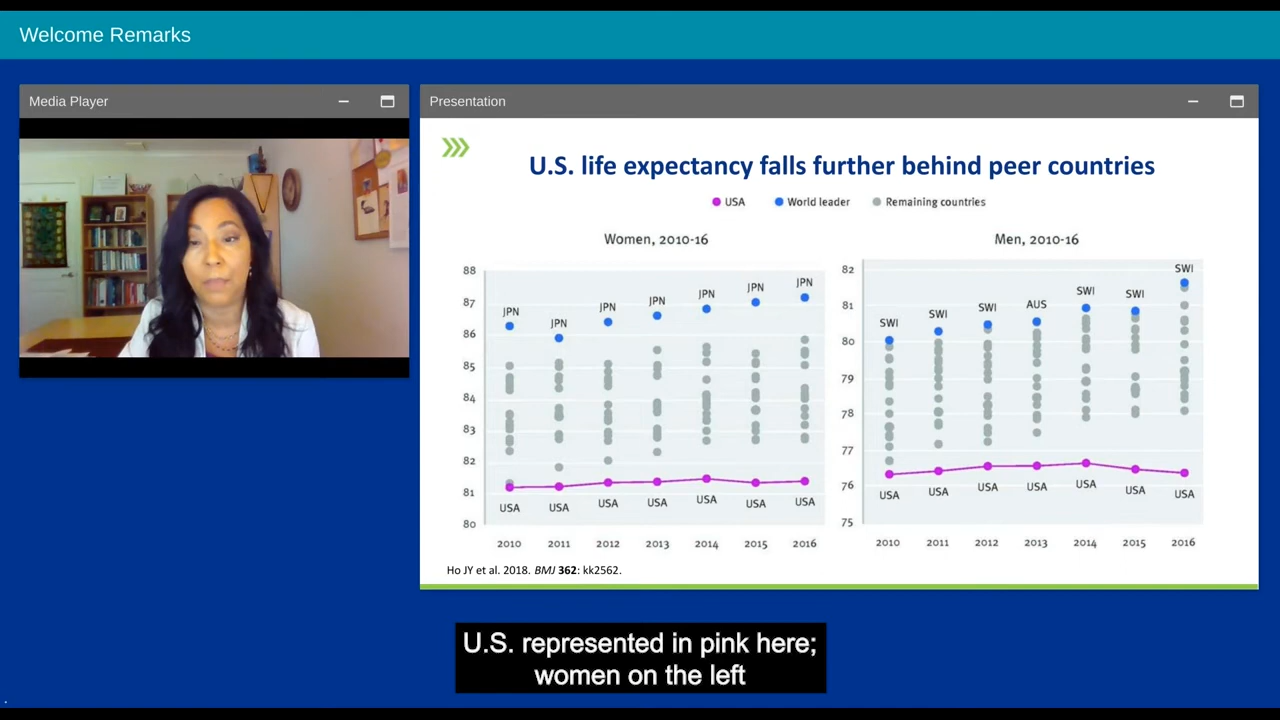 Welcome Remarks
Media Player
Presentation
U.S. life expectancy falls further behind peer countries
USA World leader Remaining countries
Women, 2010-16
88
87
86
85
84
83
82
81
80
JPN JPN JPN JPN JPN JPN JPN
USA USA USA USA USA USA USA
2010 2011 2012 2013 2014 2015 2016
Men, 2010-16
82
81
80
79
78
77
76
75
SWI SWI SWI AUS SWI SWI SWI
USA USA USA USA USA USA USA
2010 2011 2012 2013 2014 2015 2016
Ho JY et al. 2018. BMJ 362: kk2562.
U.S. represented in pink here;
women on the left